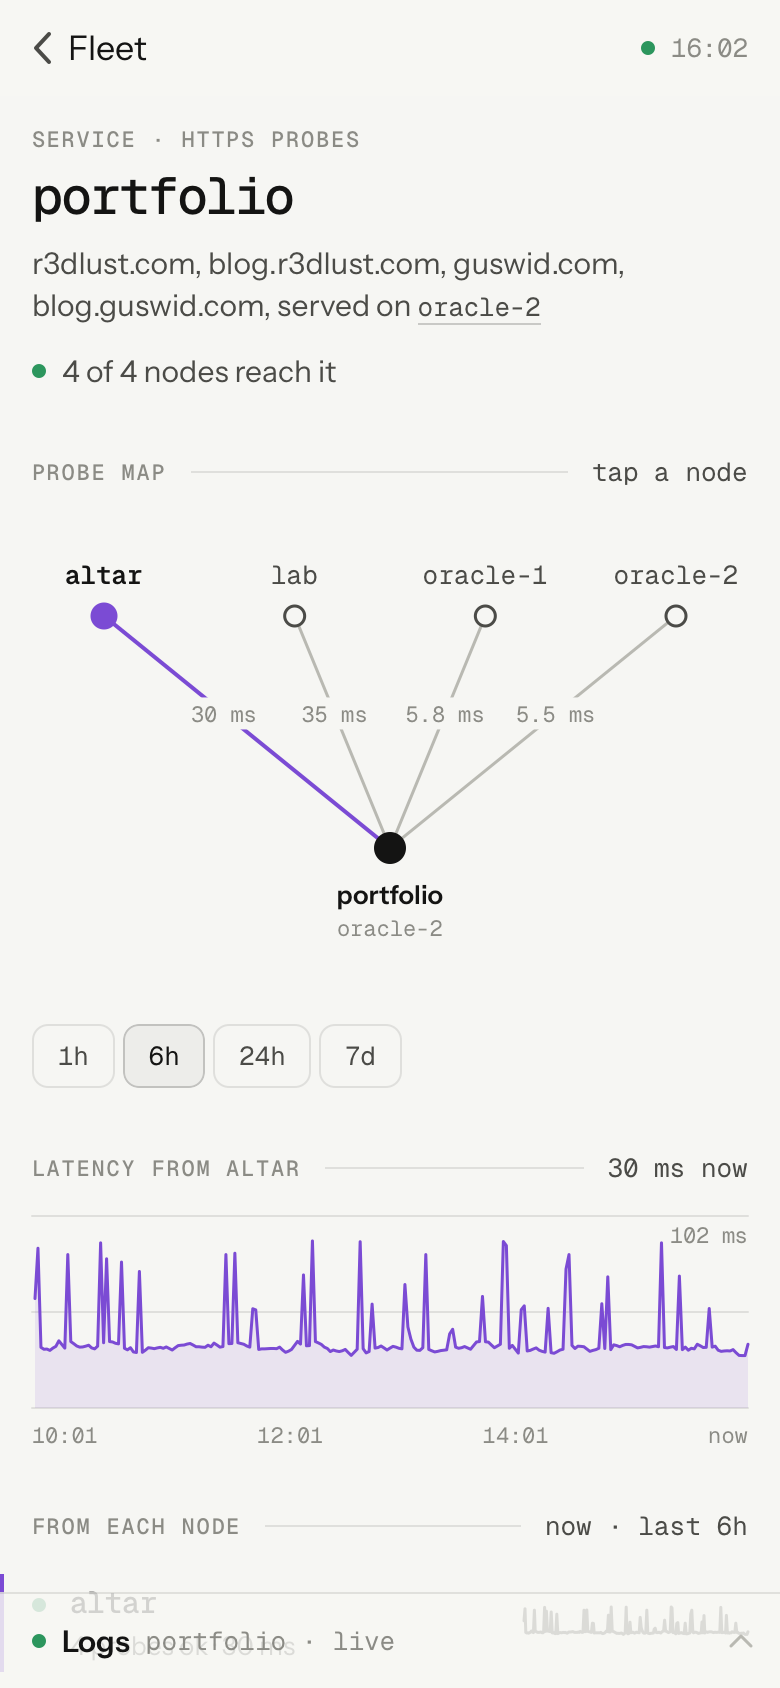 Fleet
16:02
SERVICE · HTTPS PROBES
portfolio
r3dlust.com, blog.r3dlust.com, guswid.com,
blog.guswid.com, served on oracle-2
4 of 4 nodes reach it
PROBE MAP
tap a node
altar lab oracle-1 oracle-2
30 ms 35 ms 5.8 ms 5.5 ms
portfolio
oracle-2
1h 6h 24h 7d
LATENCY FROM ALTAR
30 ms now
102 ms
10:01 12:01 14:01 now
FROM EACH NODE
now · last 6h
altar
Logs portfolio · live